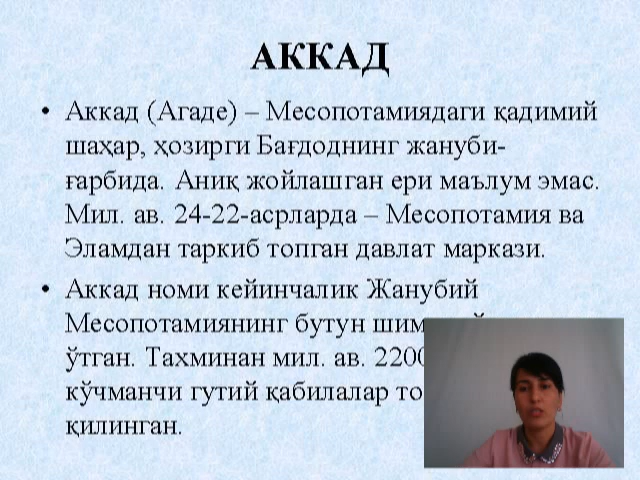 АККАД
• Аккад (Агаде) – Месопотамиядаги қадимий
шаҳар, ҳозирги Бағдоднинг жануби-
ғарбида. Аниқ жойлашган ери маълум эмас.
Мил. ав. 24-22-асрларда – Месопотамия ва
Эламдан таркиб топган давлат маркази.
• Аккад номи кейинчалик Жанубий
Месопотамиянинг бутун
ўтган. Тахминан мил. ав. 2200
кўчманчи гутий қабилалар
қилинган.